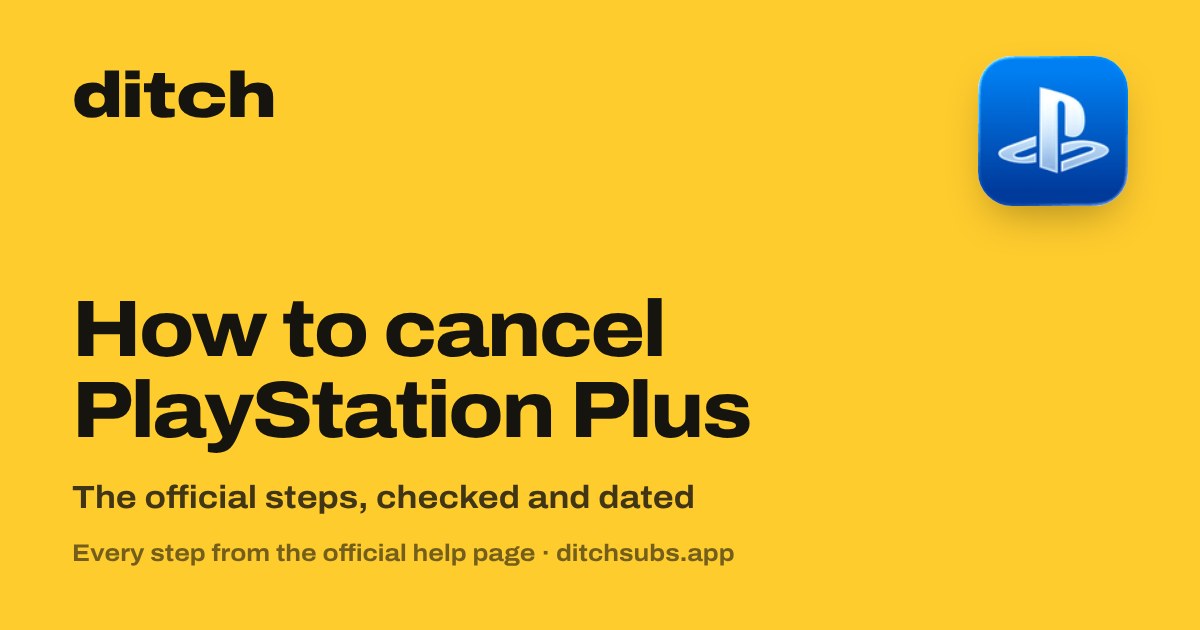 ditch
How to cancel
PlayStation Plus
The official steps, checked and dated
Every step from the official help page · ditchsubs.app